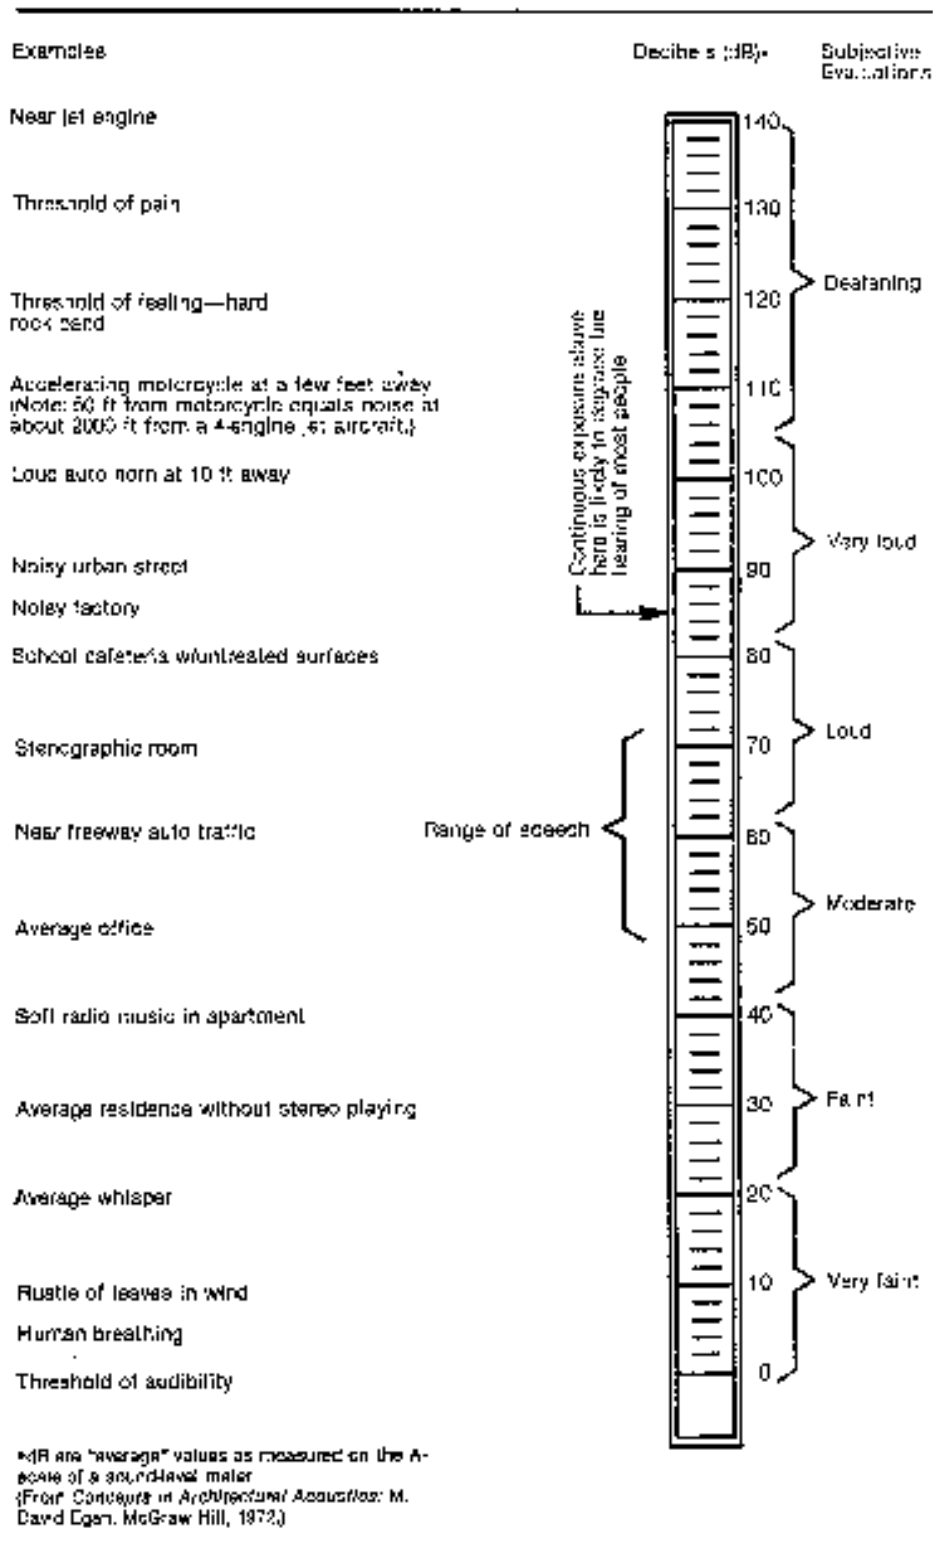 Examples
Decibels (dB)*
Subjective
Evaluations
Near jet engine
140
Threshold of pain
130
Deafening
Threshold of feeling—hard
rock band
120
Continuous exposure above
here is likely to degrade the
hearing of most people
Accelerating motorcycle at a few feet away
(Note: 50 ft from motorcycle equals noise at
about 2000 ft from a 4-engine jet aircraft.)
110
Loud auto horn at 10 ft away
100
Very loud
Noisy urban street
90
Noisy factory
School cafeteria w/untreated surfaces
80
Loud
Stenographic room
70
Near freeway auto traffic
Range of speech
60
Moderate
Average office
50
Soft radio music in apartment
40
Faint
Average residence without stereo playing
30
Average whisper
20
Very faint
Rustle of leaves in wind
10
Human breathing
Threshold of audibility
0
*dB are "average" values as measured on the A-
scale of a sound-level meter
(From Concepts in Architectural Acoustics: M.
David Egan. McGraw Hill, 1972.)